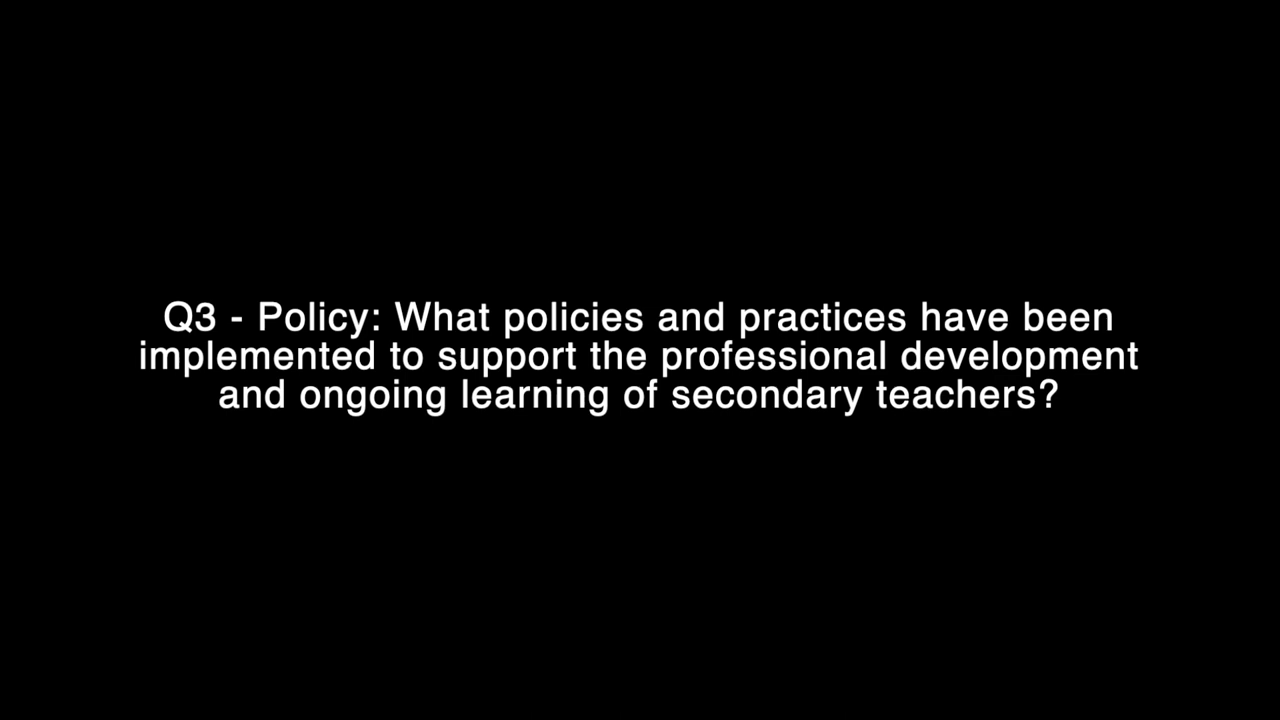 Q3 - Policy: What policies and practices have been
implemented to support the professional development
and ongoing learning of secondary teachers?